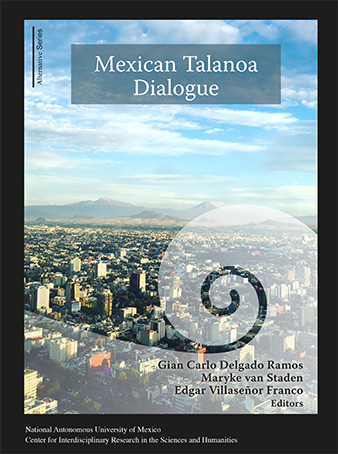 Alternative Series
Mexican Talanoa
Dialogue
Gian Carlo Delgado Ramos
Maryke van Staden
Edgar Villaseñor Franco
Editors
National Autonomous University of Mexico
Center for Interdisciplinary Research in the Sciences and Humanities